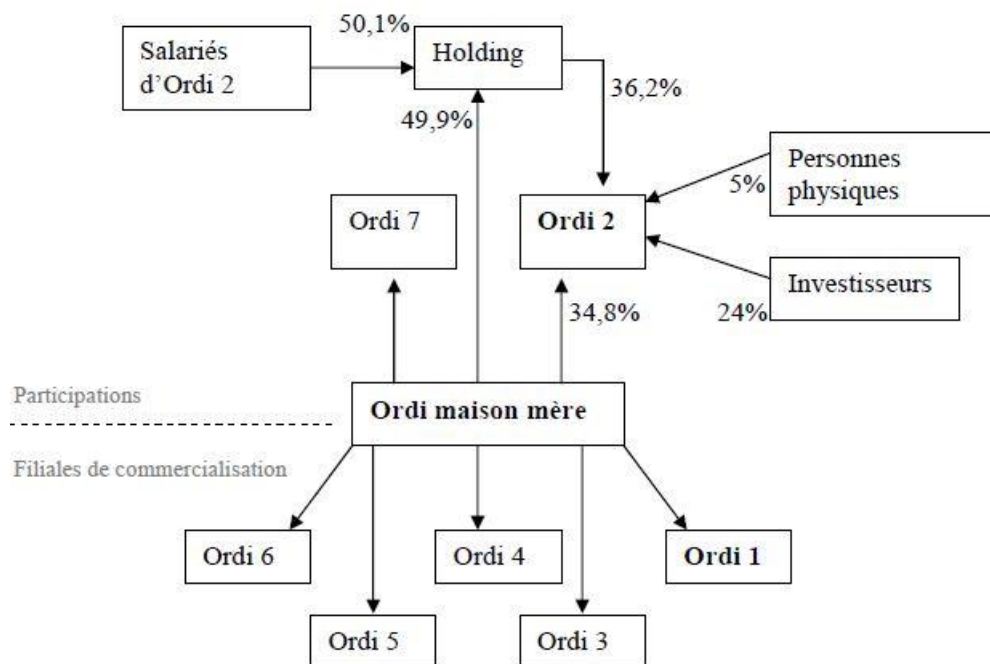 50,1%
Salariés
d'Ordi 2
Holding
36,2%
49,9%
Personnes
physiques
5%
Ordi 7
Ordi 2
Investisseurs
24%
34,8%
Participations
Ordi maison mère
Filiales de commercialisation
Ordi 6
Ordi 4
Ordi 1
Ordi 5
Ordi 3